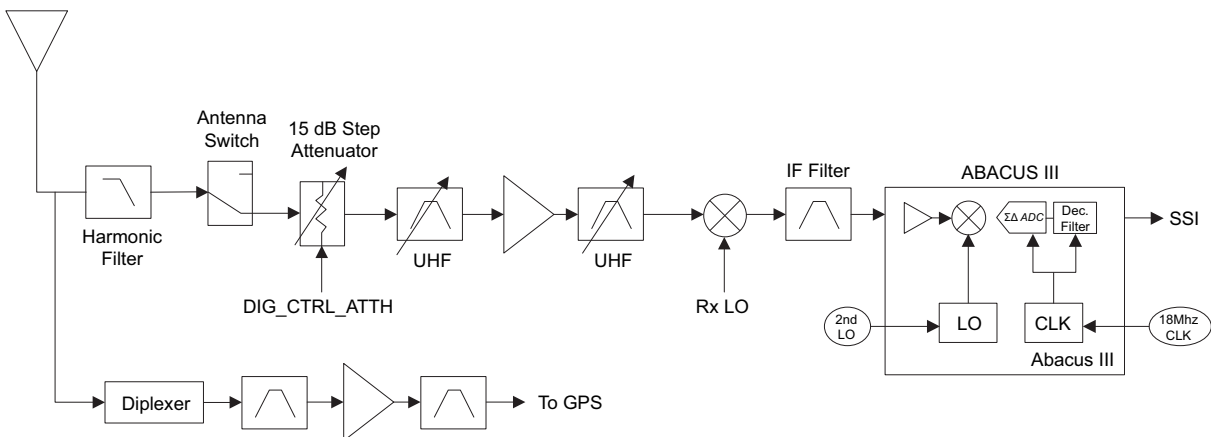 Antenna
Switch
15 dB Step
Attenuator
IF Filter
ABACUS III
Harmonic
Filter
UHF
UHF
ΣΔ ADC
Dec.
Filter
SSI
DIG_CTRL_ATTH
Rx LO
2nd
LO
LO
CLK
18Mhz
CLK
Abacus III
Diplexer
To GPS